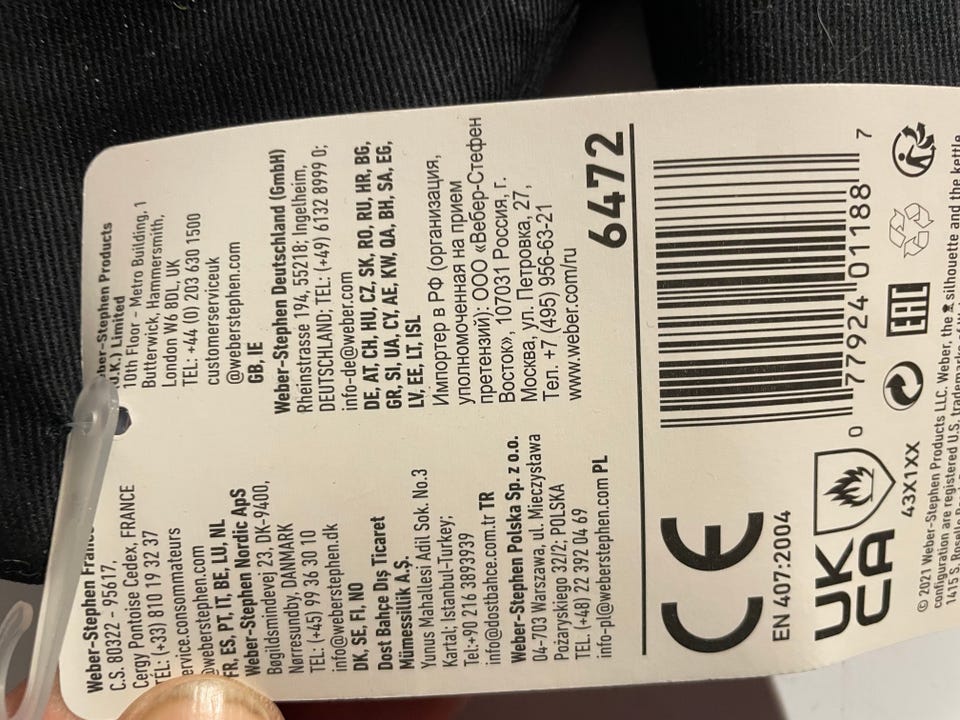 Weber-Stephen
C.S. 80322 - 95617,
Cergy Pontoise Cedex, FRANCE
TÉL: (+33) 810 19 32 37
service.consommateurs
@weberstephen.com
FR, ES, PT, IT, BE, LU, NL
Weber-Stephen Nordic ApS
Bøgildsmindevej 23, DK-9400,
Nørresundby, DANMARK
TEL: (+45) 99 36 30 10
info@weberstephen.dk
DK, SE, FI, NO
Dost Bahçe Dış Ticaret
Mümessillik A.Ş.
Yunus Mahallesi Adil Sok. No.3
Kartal; Istanbul-Turkey;
Tel:+90 216 3893939
info@dostbahce.com.tr TR
Weber-Stephen Polska Sp. z o.o.
04-703 Warszawa, ul. Mieczysława
Pożaryskiego 32/2; POLSKA
TEL. (+48) 22 392 04 69
info-pl@weberstephen.com PL
Weber-Stephen Products
(U.K.) Limited
10th Floor – Metro Building, 1
Butterwick, Hammersmith,
London W6 8DL, UK
TEL: +44 (0) 203 630 1500
customerserviceuk
@weberstephen.com
GB, IE
Weber-Stephen Deutschland (GmbH)
Rheinstrasse 194, 55218; Ingelheim,
DEUTSCHLAND; TEL: (+49) 6132 8999 0;
info-de@weber.com
DE, AT, CH, HU, CZ, SK, RO, RU, HR, BG,
GR, SI, UA, CY, AE, KW, QA, BH, SA, EG,
LV, EE, LT, ISL
Импортер в РФ (организация,
уполномоченная на прием
претензий): ООО «Вебер-Стефен
Восток», 107031 Россия, г.
Москва, ул. Петровка, 27,
Тел. +7 (495) 956-63-21
www.weber.com/ru
6472
CE
EN 407:2004
UK
CA
43X1XX
EAC
0 77924 01188 7
© 2021 Weber-Stephen Products LLC. Weber, the silhouette and the kettle
configuration are registered U.S. trademarks